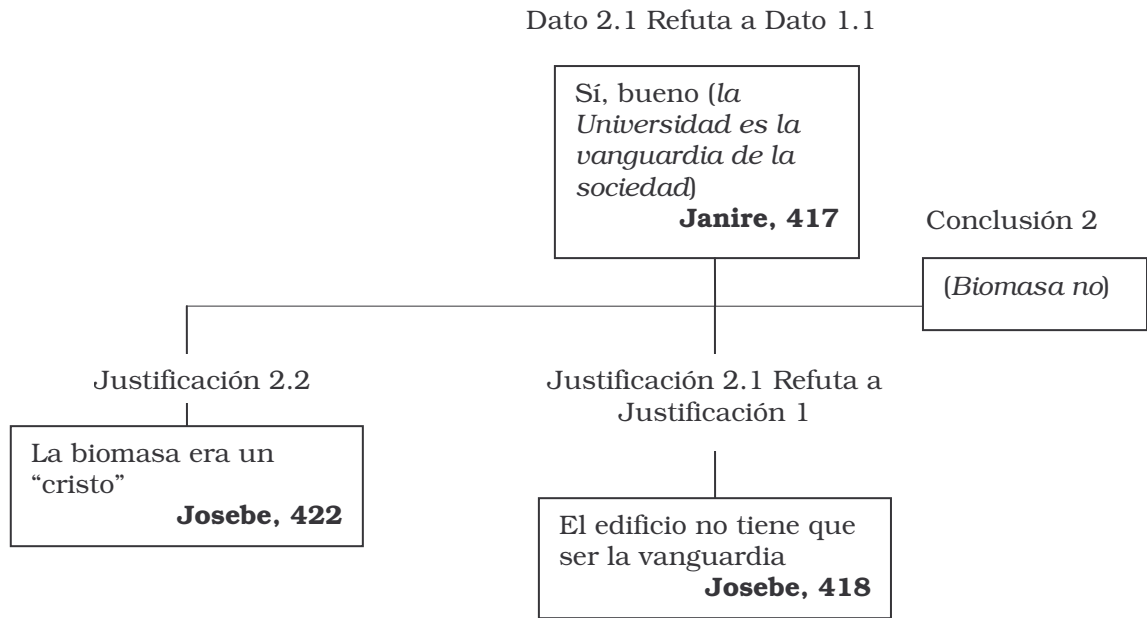 Dato 2.1 Refuta a Dato 1.1
Sí, bueno (la
Universidad es la
vanguardia de la
sociedad)
Janire, 417
Conclusión 2
(Biomasa no)
Justificación 2.2
La biomasa era un
“cristo”
Josebe, 422
Justificación 2.1 Refuta a
Justificación 1
El edificio no tiene que
ser la vanguardia
Josebe, 418